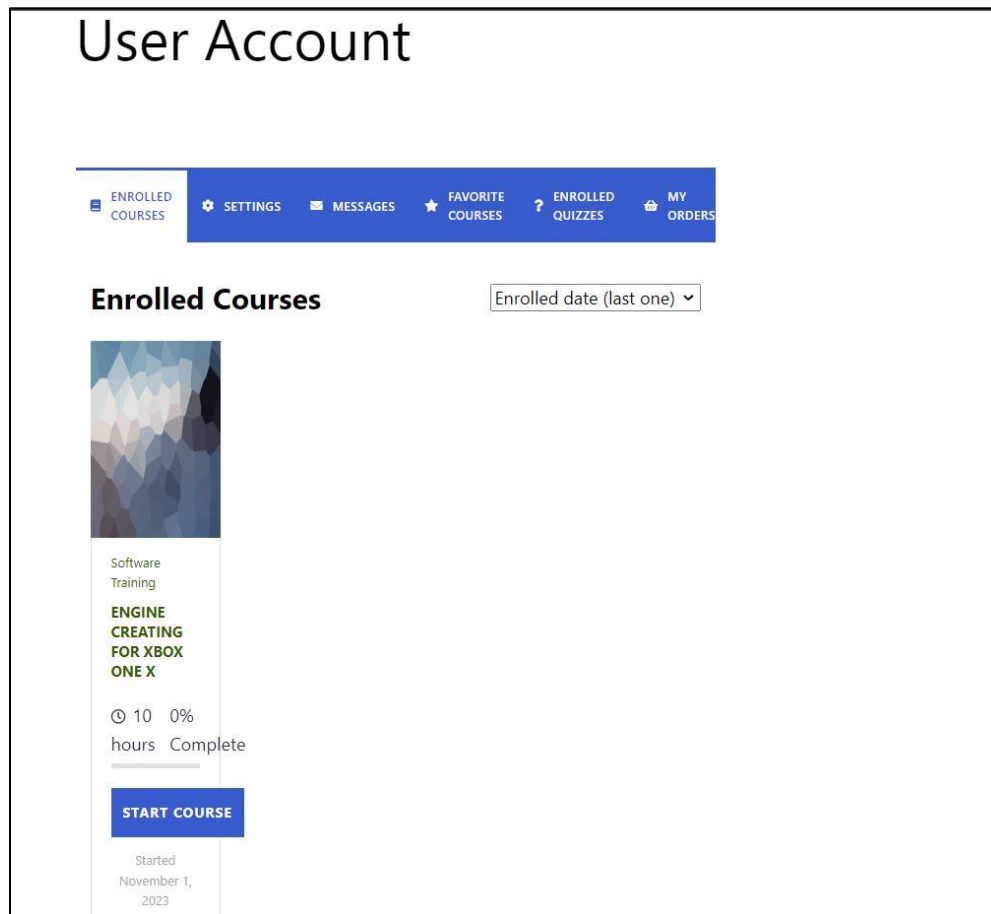 User Account
ENROLLED
COURSES
SETTINGS
MESSAGES
FAVORITE
COURSES
ENROLLED
QUIZZES
MY
ORDERS
Enrolled Courses
Enrolled date (last one)
Software
Training
ENGINE
CREATING
FOR XBOX
ONE X
10 0%
hours Complete
START COURSE
Started
November 1,
2023